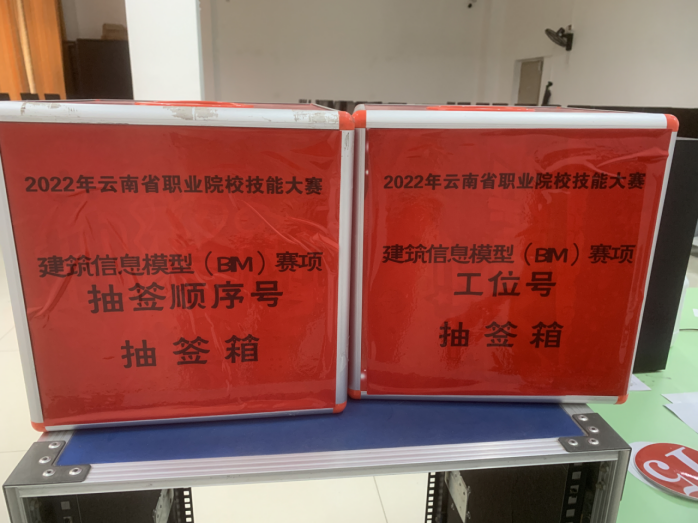 2022年云南省职业院校技能大赛
建筑信息模型（BIM）赛项
抽签顺序号
抽签箱
2022年云南省职业院校技能大赛
建筑信息模型（BIM）赛项
工位号
抽签箱